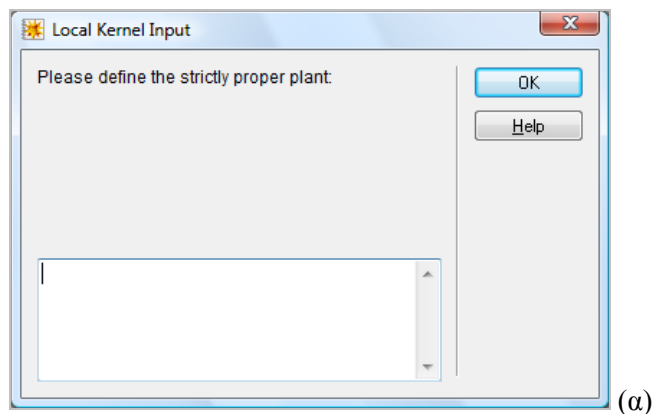 Local Kernel Input
Please define the strictly proper plant:
OK
Help
(α)